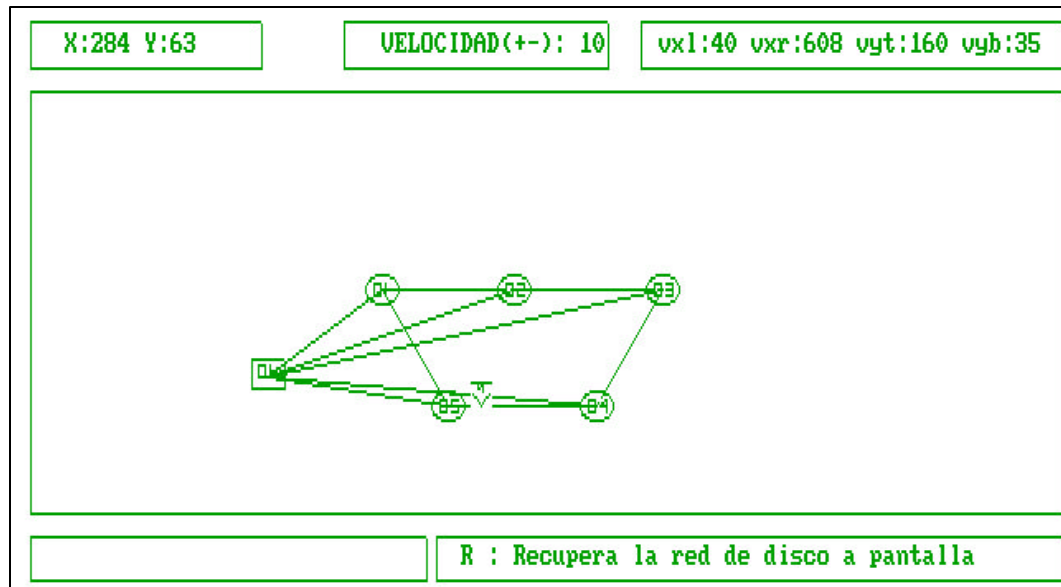 X:284 Y:63
VELOCIDAD(+-): 10
vxl:40 vxr:608 vyt:160 vyb:35
01
02
03
05
04
R : Recupera la red de disco a pantalla